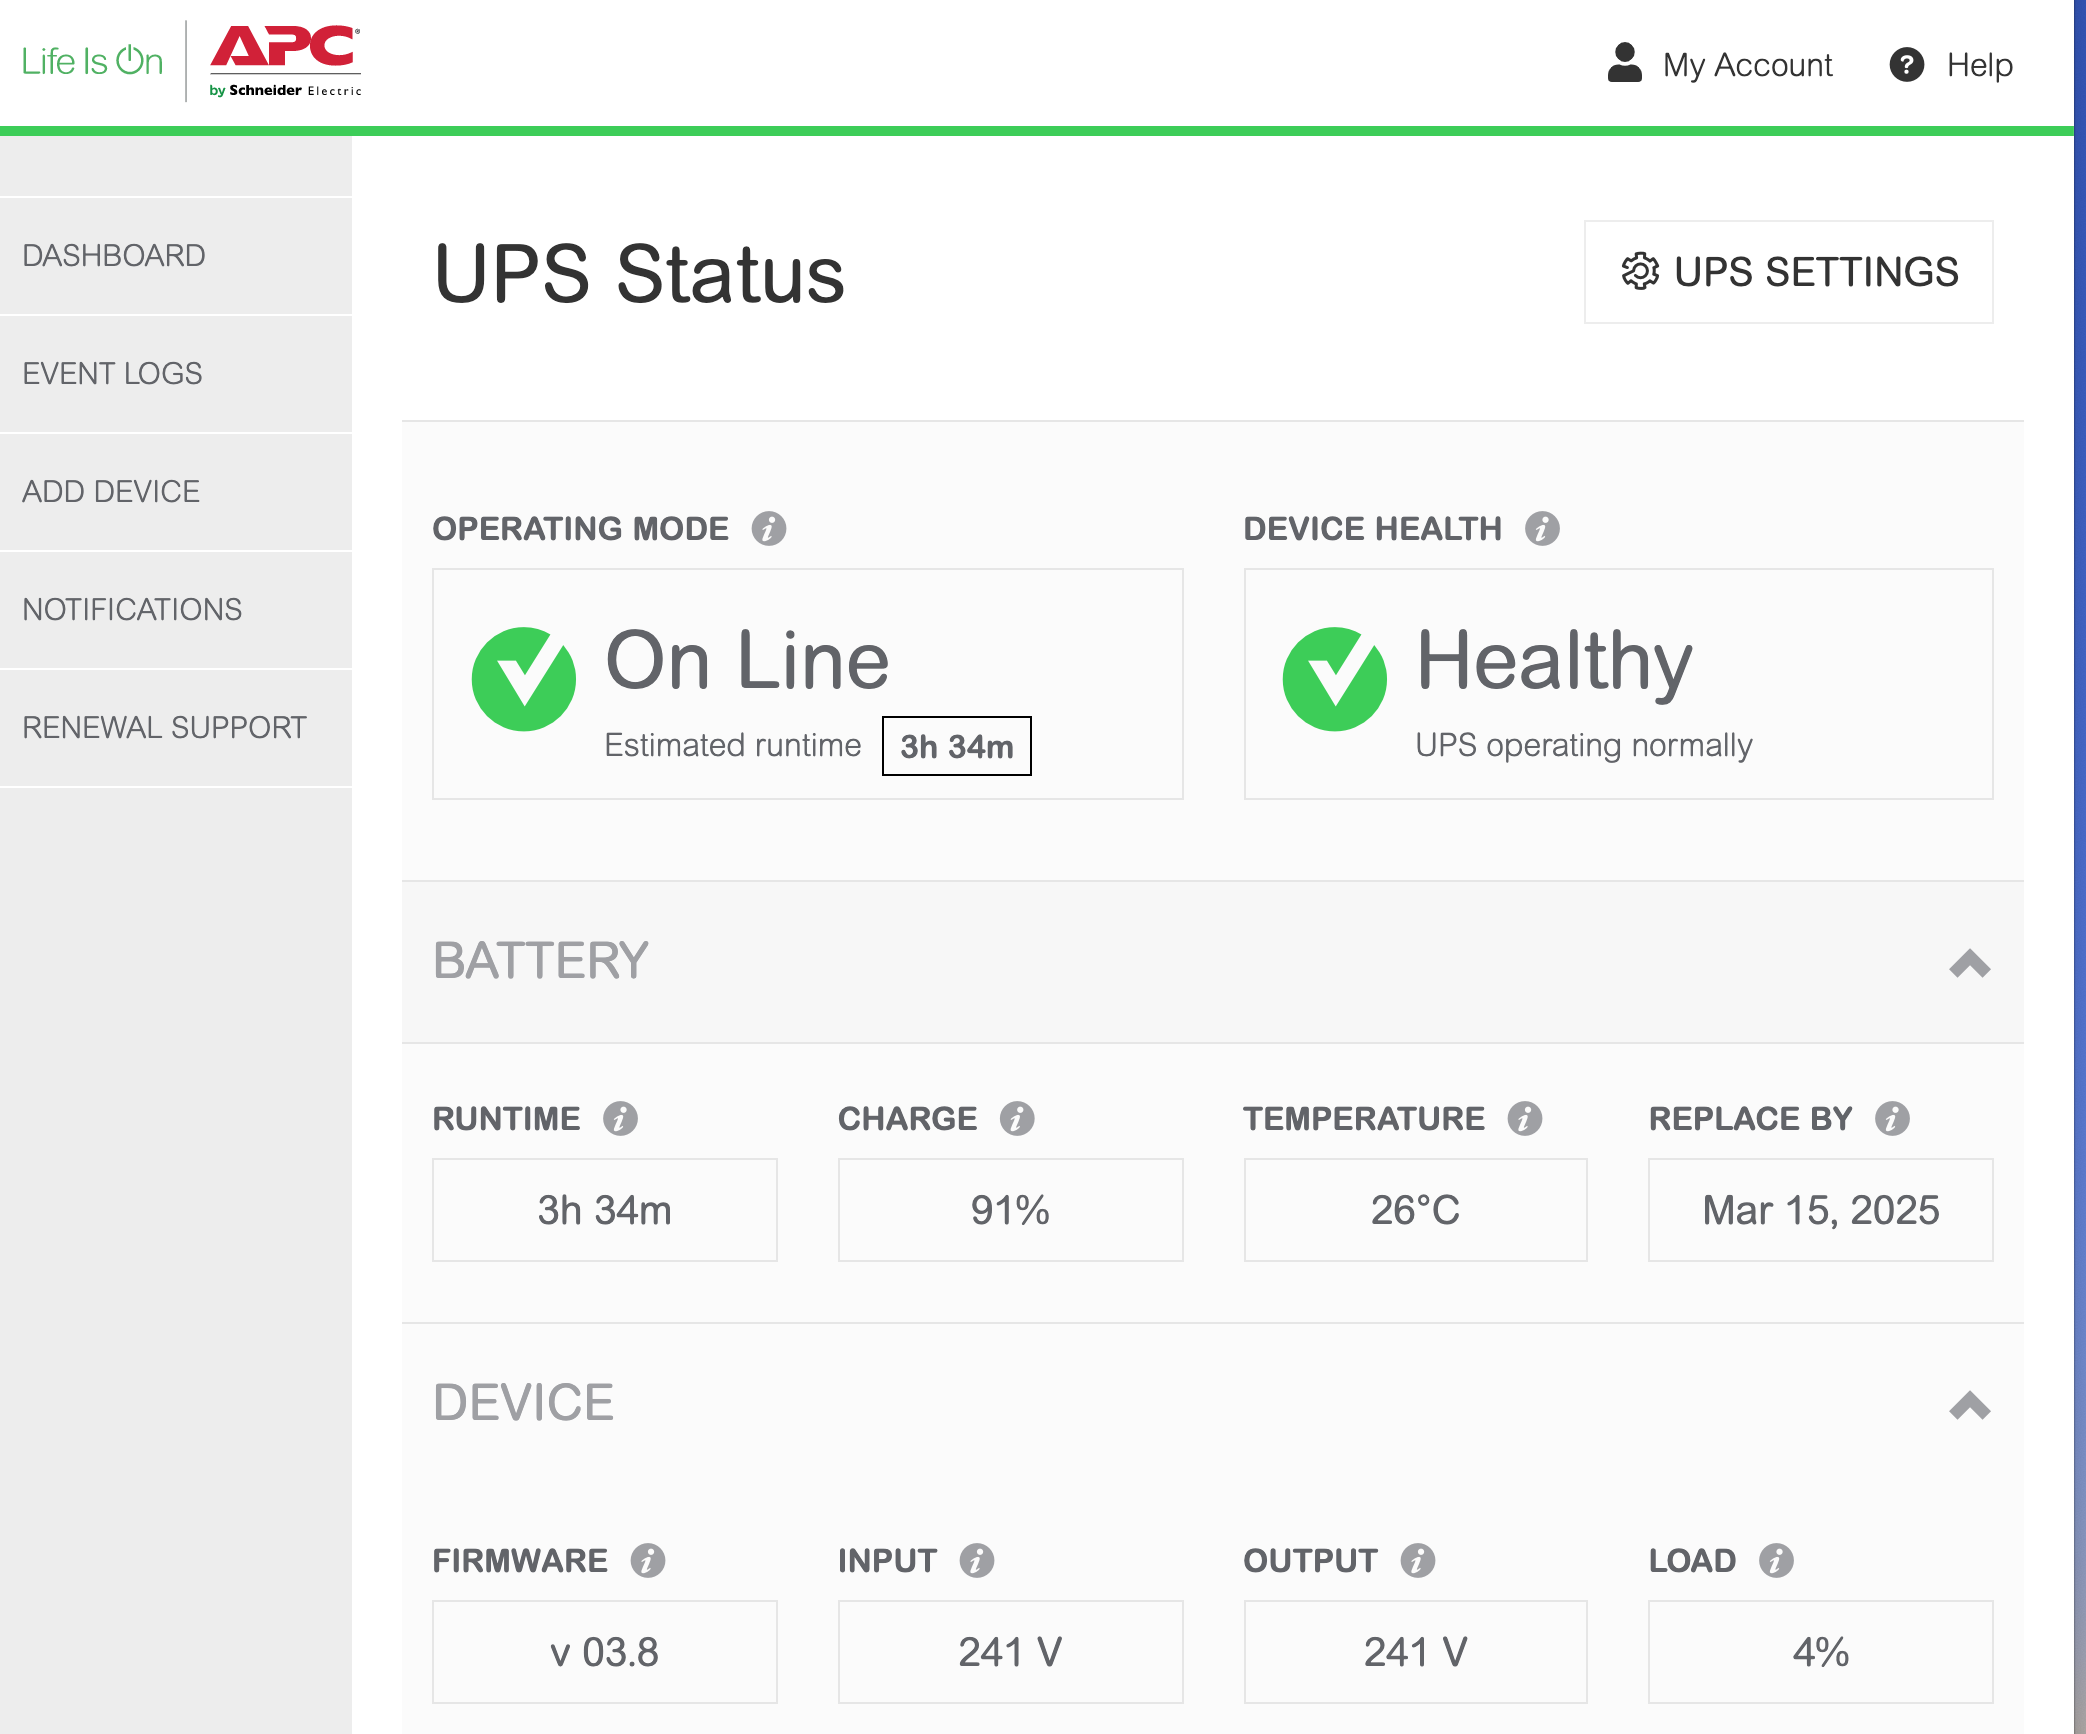 Life Is On
APC
by Schneider Electric
My Account
Help
DASHBOARD
EVENT LOGS
ADD DEVICE
NOTIFICATIONS
RENEWAL SUPPORT
UPS Status
UPS SETTINGS
OPERATING MODE
On Line
Estimated runtime 3h 34m
DEVICE HEALTH
Healthy
UPS operating normally
BATTERY
RUNTIME
3h 34m
CHARGE
91%
TEMPERATURE
26°C
REPLACE BY
Mar 15, 2025
DEVICE
FIRMWARE
v 03.8
INPUT
241 V
OUTPUT
241 V
LOAD
4%